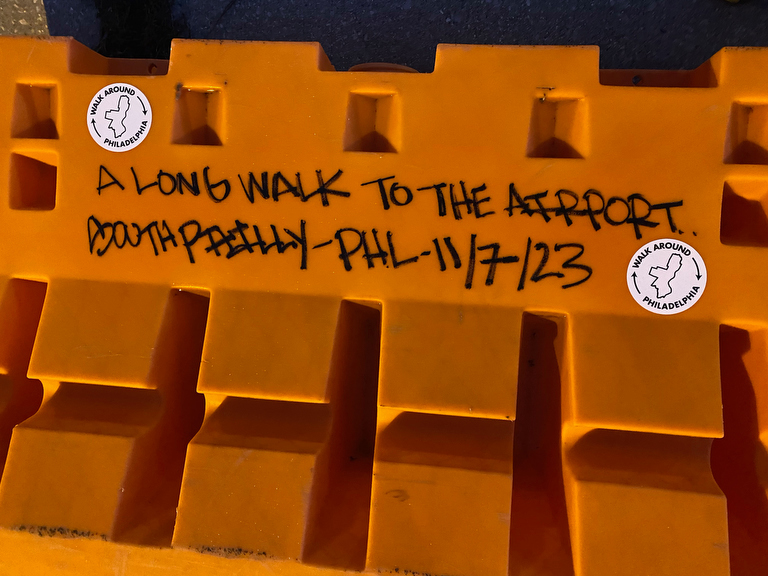 WALK AROUND
PHILADELPHIA
A LONG WALK TO THE AIRPORT..
SOUTH PHILLY-PHL-11/7/23
WALK AROUND
PHILADELPHIA